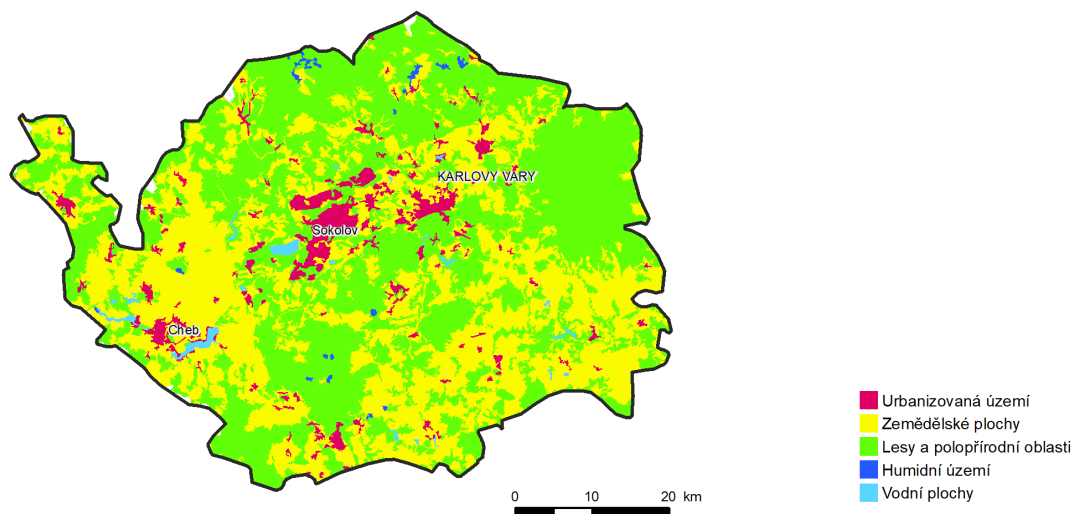 KARLOVY VARY
Sokolov
Cheb
Urbanizovaná území
Zemědělské plochy
Lesy a polopřírodní oblasti
Humidní území
Vodní plochy
0 10 20 km